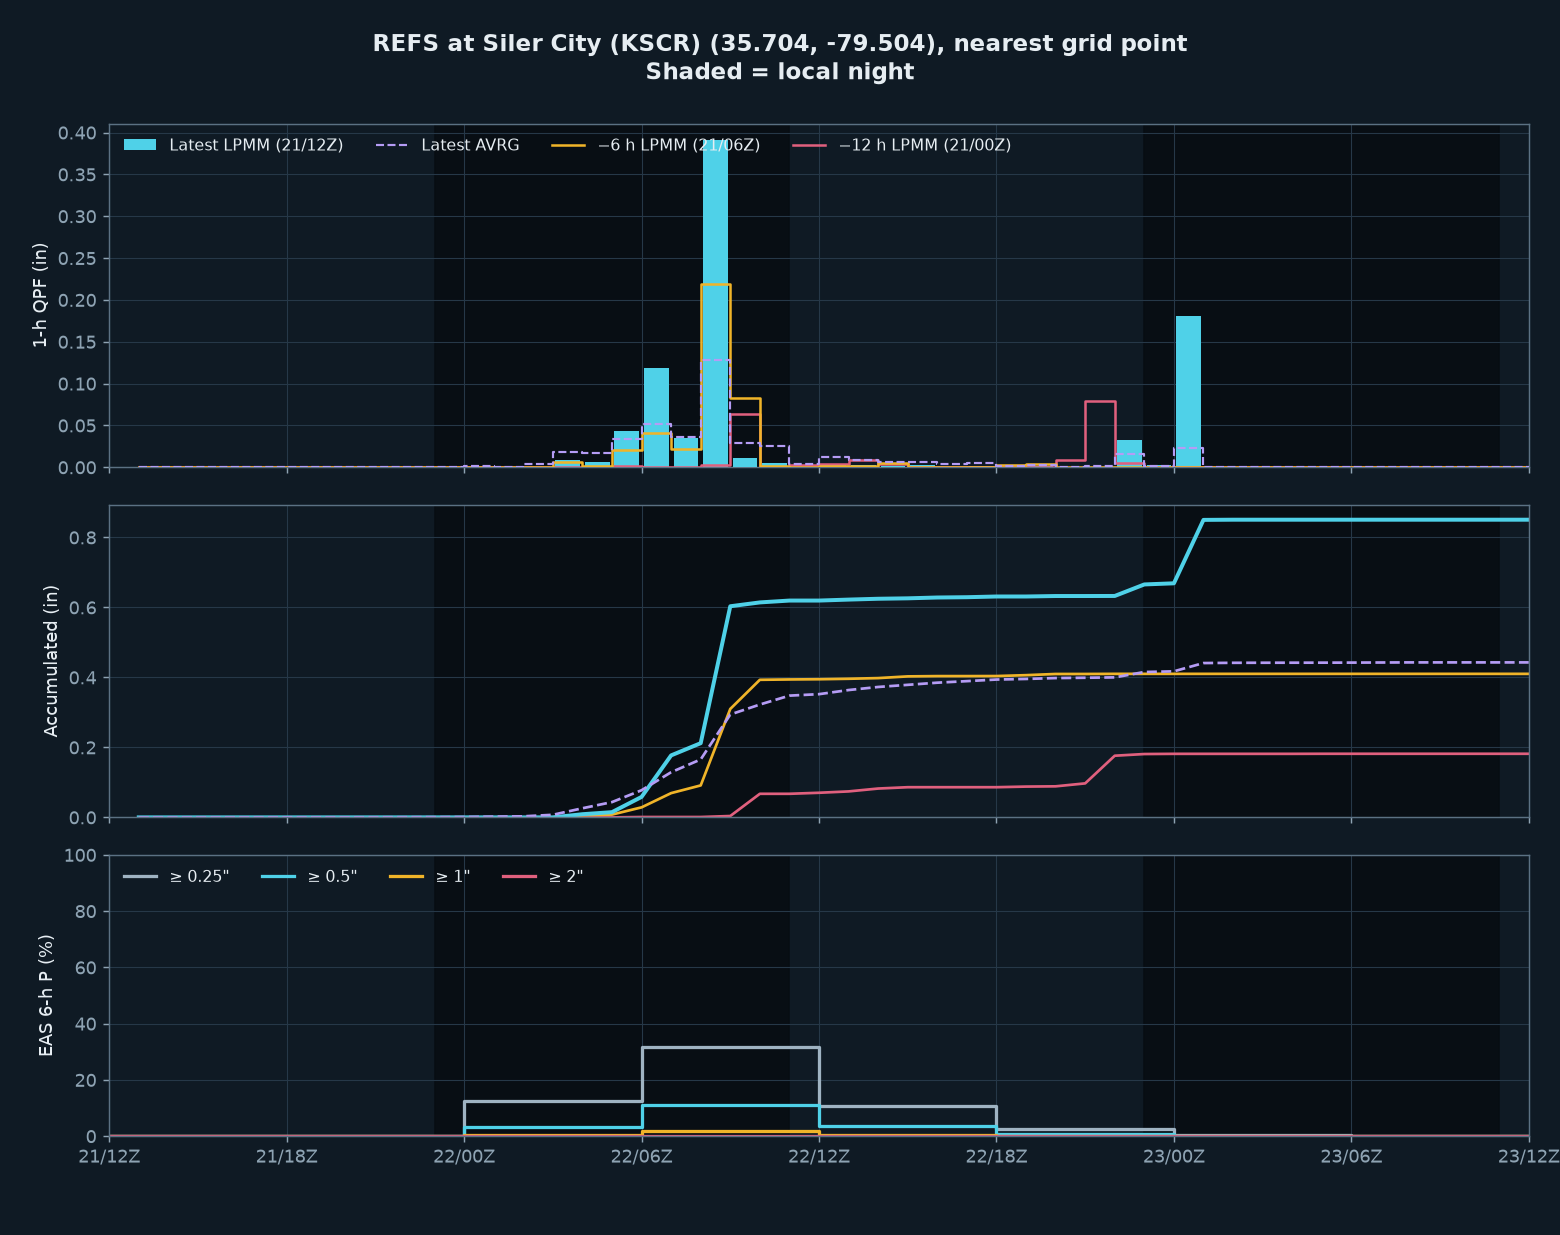 REFS at Siler City (KSCR) (35.704, -79.504), nearest grid point
Shaded = local night
Latest LPMM (21/12Z) Latest AVRG −6 h LPMM (21/06Z) −12 h LPMM (21/00Z)
1-h QPF (in)
0.40
0.35
0.30
0.25
0.20
0.15
0.10
0.05
0.00
Accumulated (in)
0.8
0.6
0.4
0.2
0.0
≥ 0.25" ≥ 0.5" ≥ 1" ≥ 2"
EAS 6-h P (%)
100
80
60
40
20
0
21/12Z 21/18Z 22/00Z 22/06Z 22/12Z 22/18Z 23/00Z 23/06Z 23/12Z